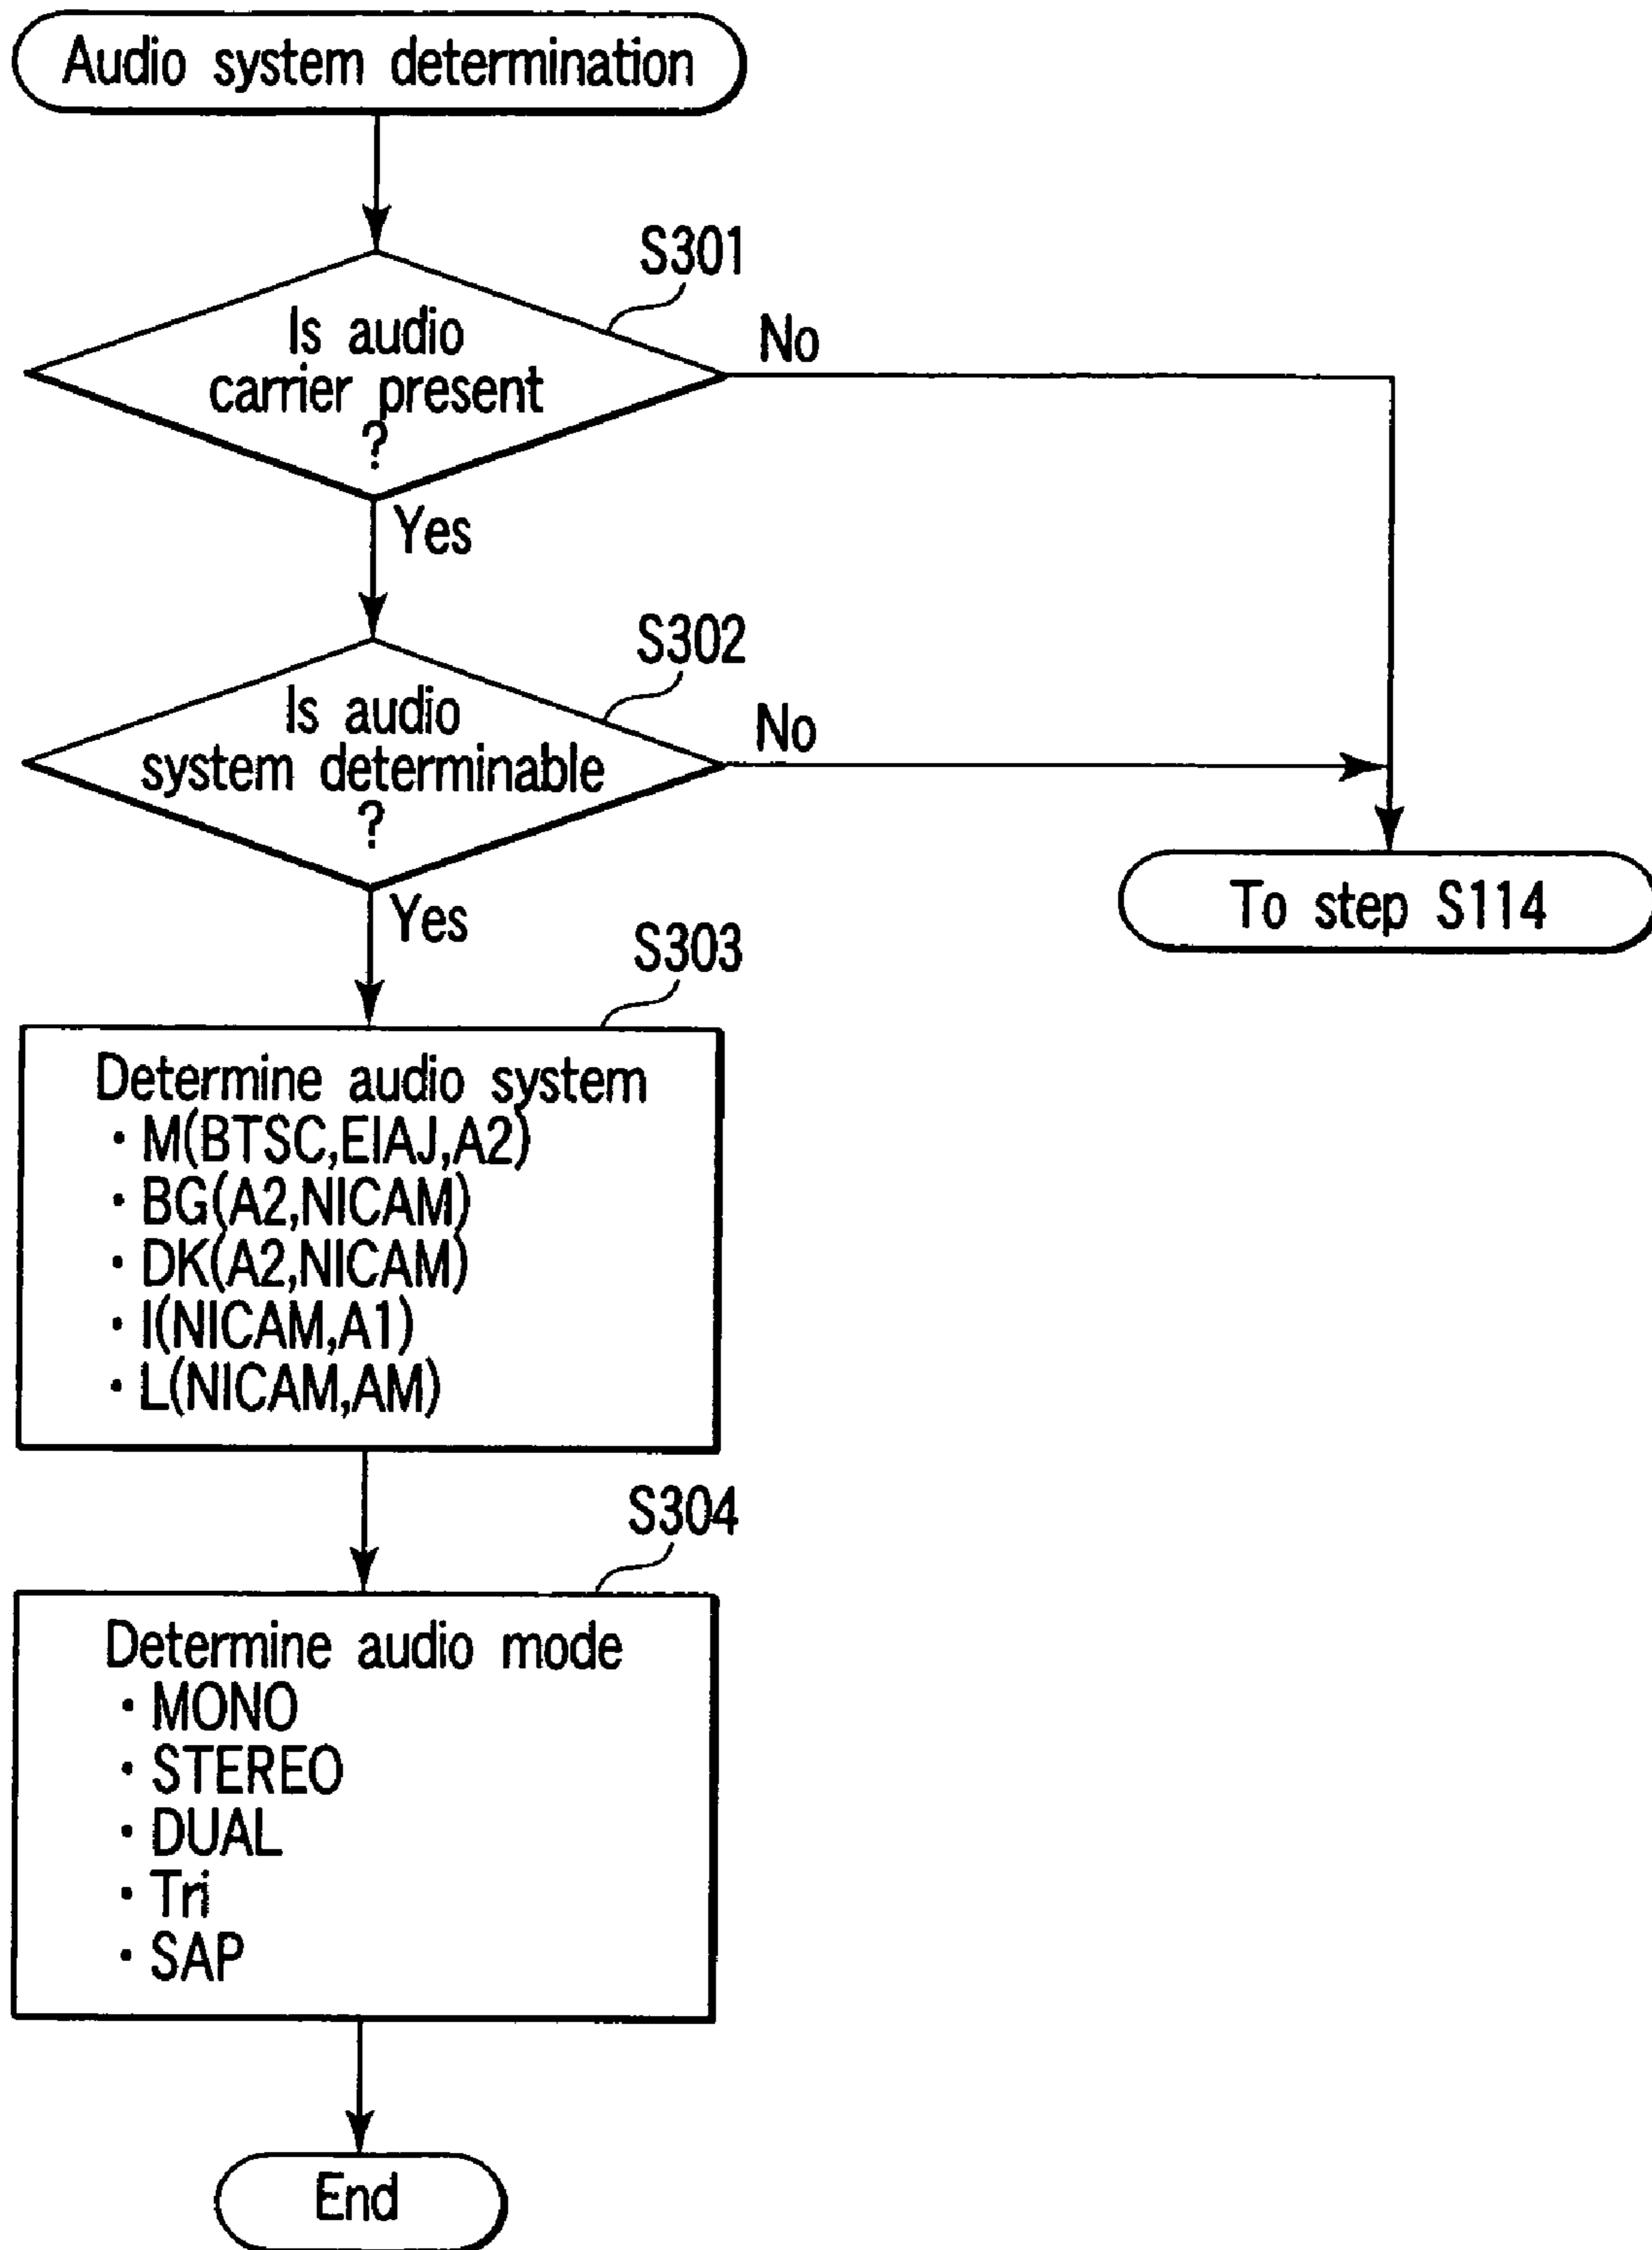 Audio system determination
S301
Is audio
carrier present
?
No
Yes
S302
Is audio
system determinable
?
No
Yes
To step S114
S303
Determine audio system
· M(BTSC,EIAJ,A2)
· BG(A2,NICAM)
· DK(A2,NICAM)
· I(NICAM,A1)
· L(NICAM,AM)
S304
Determine audio mode
· MONO
· STEREO
· DUAL
· Tri
· SAP
End